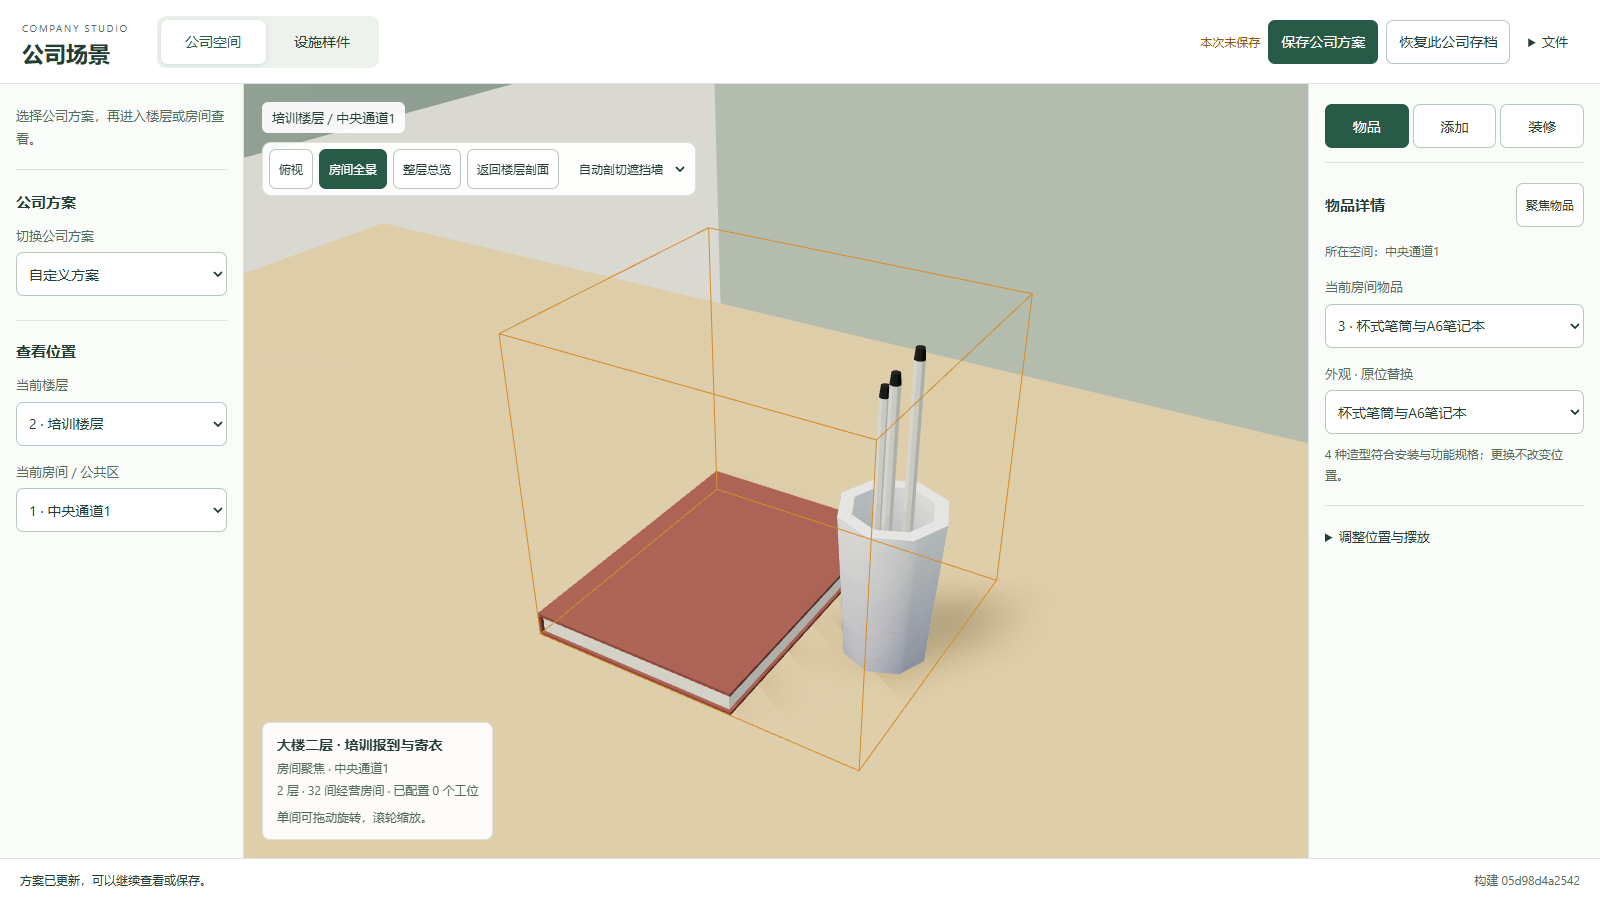 COMPANY STUDIO
公司场景
公司空间
设施样件
本次未保存
保存公司方案
恢复此公司存档
文件
选择公司方案，再进入楼层或房间查
看。
公司方案
切换公司方案
自定义方案
查看位置
当前楼层
2 · 培训楼层
当前房间 / 公共区
1 · 中央通道1
培训楼层 / 中央通道1
俯视
房间全景
整层总览
返回楼层剖面
自动剖切遮挡墙
大楼二层 · 培训报到与寄衣
房间聚焦 · 中央通道1
2 层 · 32 间经营房间 · 已配置 0 个工位
单间可拖动旋转，滚轮缩放。
物品
添加
装修
物品详情
聚焦物品
所在空间：中央通道1
当前房间物品
3 · 杯式笔筒与A6笔记本
外观 · 原位替换
杯式笔筒与A6笔记本
4 种造型符合安装与功能规格；更换不改变位
置。
调整位置与摆放
方案已更新，可以继续查看或保存。
构建 05d98d4a2542